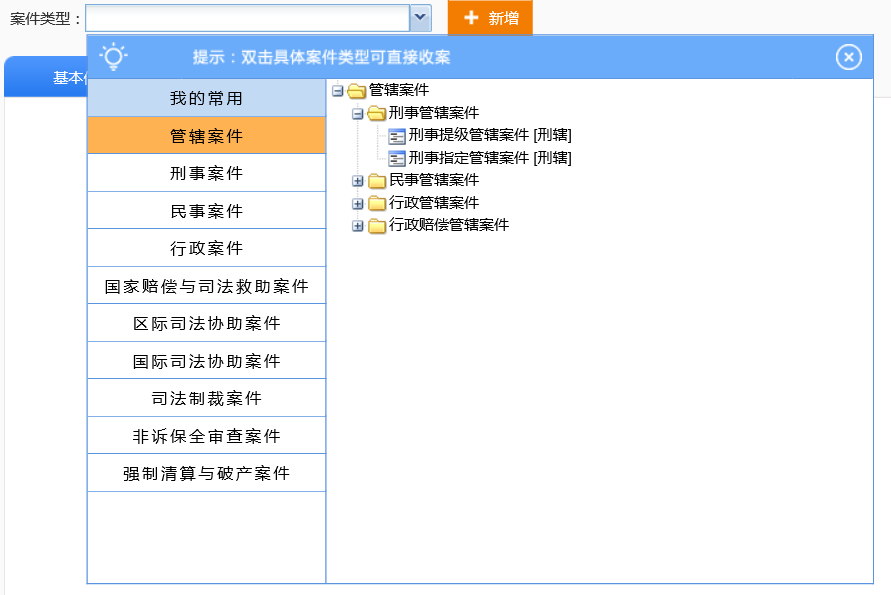 案件类型：
新增
提示：双击具体案件类型可直接收案
基本
我的常用
管辖案件
刑事案件
民事案件
行政案件
国家赔偿与司法救助案件
区际司法协助案件
国际司法协助案件
司法制裁案件
非诉保全审查案件
强制清算与破产案件
管辖案件
刑事管辖案件
刑事提级管辖案件 [刑辖]
刑事指定管辖案件 [刑辖]
民事管辖案件
行政管辖案件
行政赔偿管辖案件